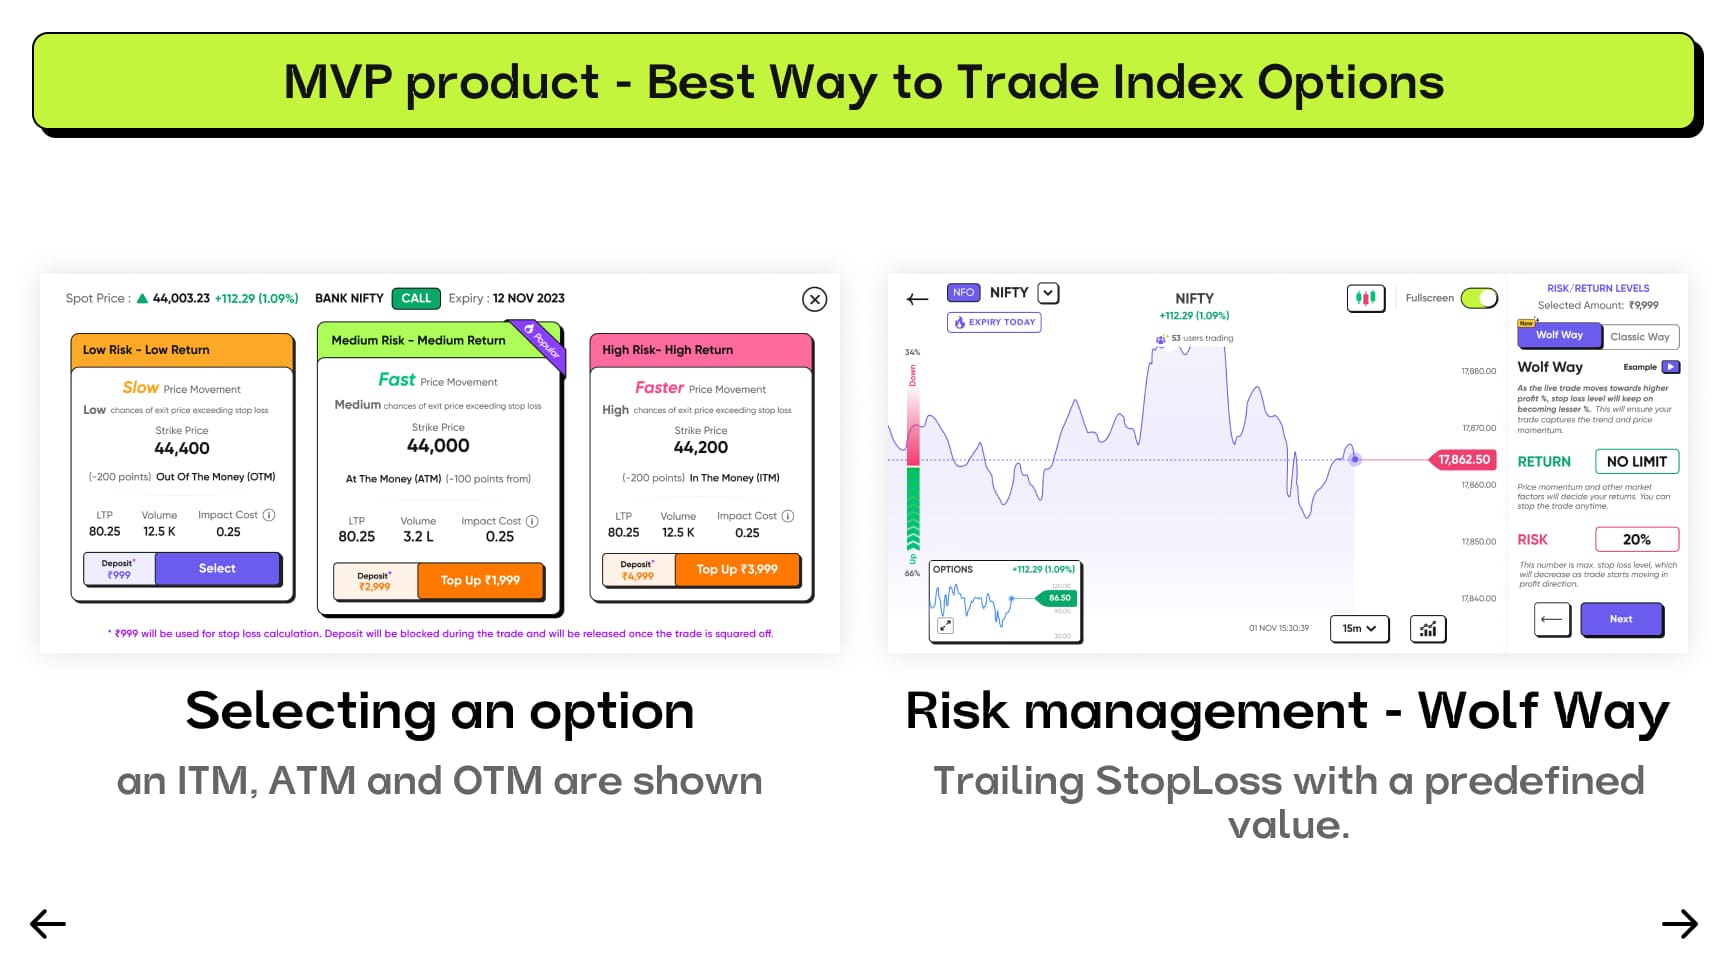 MVP product - Best Way to Trade Index Options
Spot Price : ▲ 44,003.23 +112.29 (1.09%) BANK NIFTY CALL Expiry : 12 NOV 2023
Low Risk - Low Return
Slow Price Movement
Low chances of exit price exceeding stop loss
Strike Price
44,400
(-200 points) Out Of The Money (OTM)
LTP Volume Impact Cost
80.25 12.5 K 0.25
Deposit*
₹999
Select
Medium Risk - Medium Return
Popular
Fast Price Movement
Medium chances of exit price exceeding stop loss
Strike Price
44,000
At The Money (ATM) (-100 points from)
LTP Volume Impact Cost
80.25 3.2 L 0.25
Deposit*
₹2,999
Top Up ₹1,999
High Risk- High Return
Faster Price Movement
High chances of exit price exceeding stop loss
Strike Price
44,200
(-200 points) In The Money (ITM)
LTP Volume Impact Cost
80.25 12.5 K 0.25
Deposit*
₹4,999
Top Up ₹3,999
* ₹999 will be used for stop loss calculation. Deposit will be blocked during the trade and will be released once the trade is squared off.
Selecting an option
an ITM, ATM and OTM are shown
NFO NIFTY
EXPIRY TODAY
NIFTY
+112.29 (1.09%)
53 users trading
Fullscreen
34%
Down
Up
66%
17,880.00
17,870.00
17,862.50
17,860.00
17,850.00
17,840.00
OPTIONS +112.29 (1.09%)
120.00
86.50
90.00
30.00
01 NOV 15:30:39
15m
RISK/RETURN LEVELS
Selected Amount: ₹9,999
New
Wolf Way Classic Way
Wolf Way Example
As the live trade moves towards higher
profit %, stop loss level will keep on
becoming lesser %. This will ensure your
trade captures the trend and price
momentum.
RETURN NO LIMIT
Price momentum and other market
factors will decide your returns. You can
stop the trade anytime.
RISK 20%
This number is max. stop loss level, which
will decrease as trade starts moving in
profit direction.
Next
Risk management - Wolf Way
Trailing StopLoss with a predefined
value.